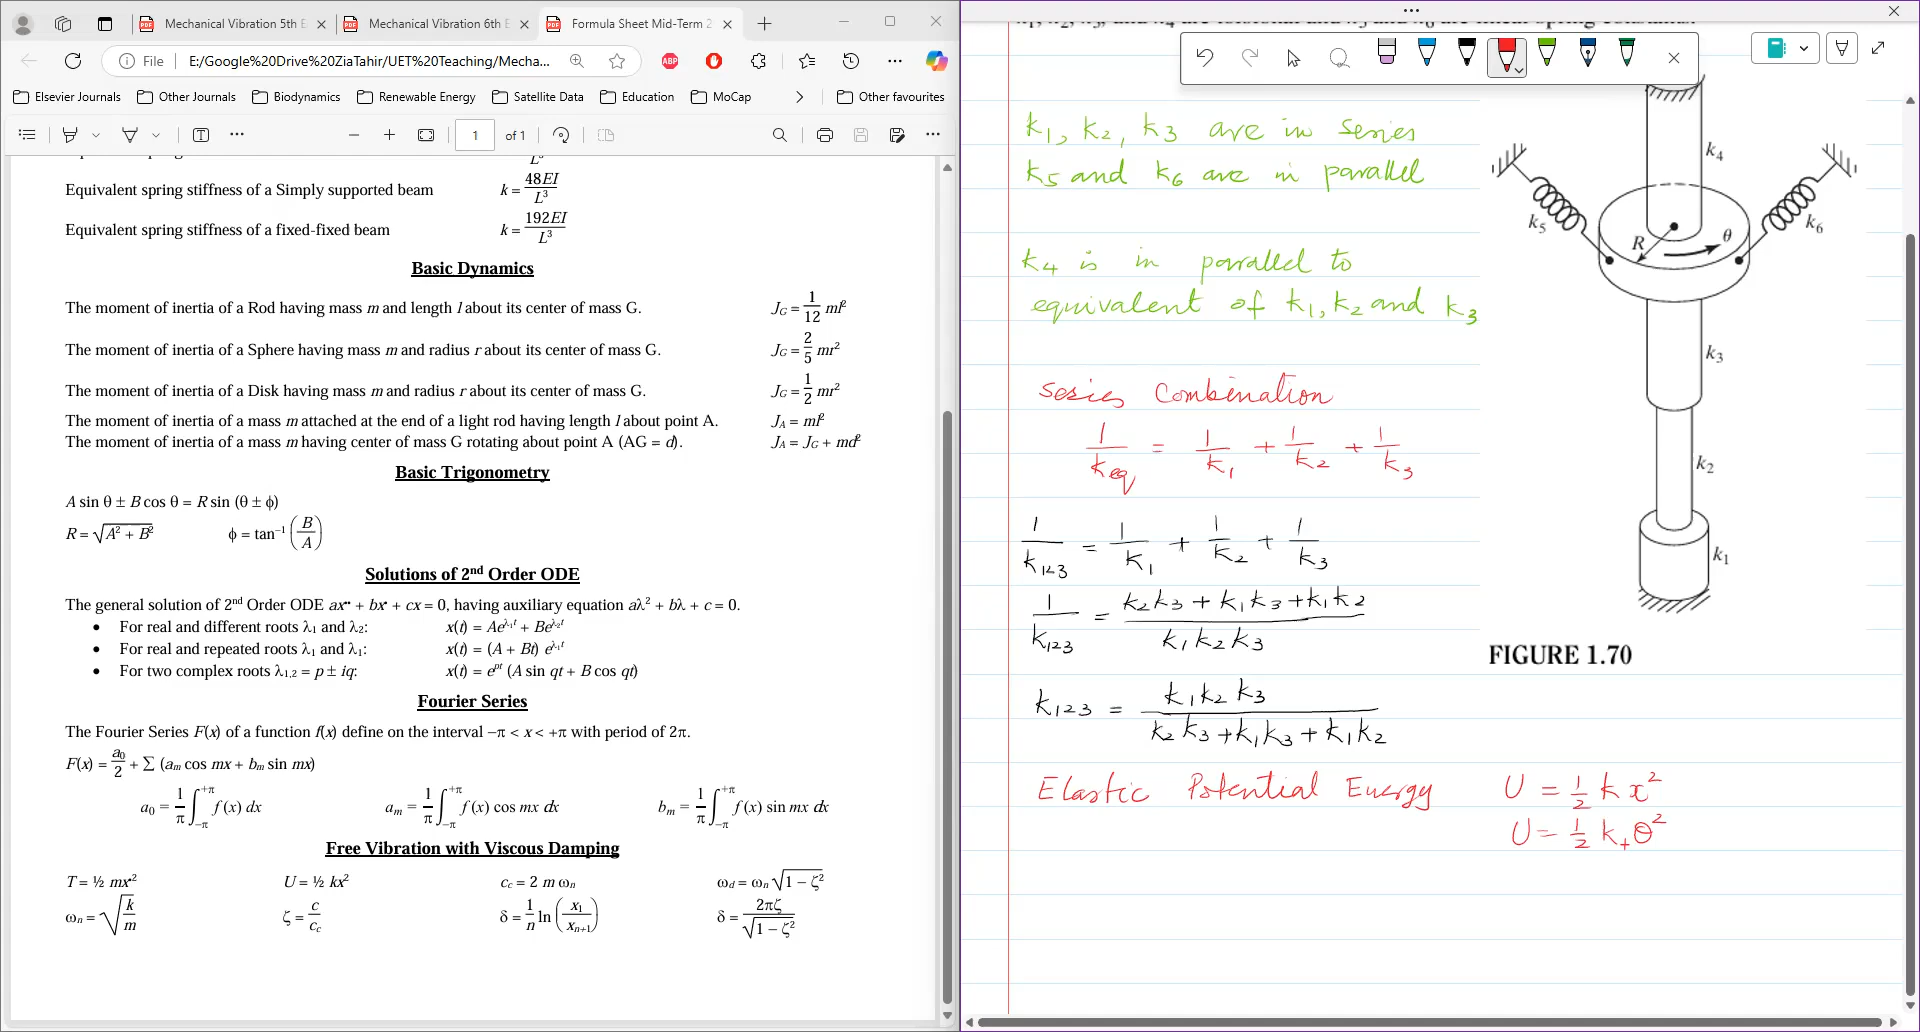 Mechanical Vibration 5th E
Mechanical Vibration 6th E
Formula Sheet Mid-Term 2
File
E:/Google%20Drive%20ZiaTahir/UET%20Teaching/Mecha...
ABP
Elsevier Journals
Other Journals
Biodynamics
Renewable Energy
Satellite Data
Education
MoCap
Other favourites
1 of 1
L³
Equivalent spring stiffness of a Simply supported beam k = 48EI/L³
Equivalent spring stiffness of a fixed-fixed beam k = 192EI/L³
Basic Dynamics
The moment of inertia of a Rod having mass m and length l about its center of mass G. J_G = 1/12 ml²
The moment of inertia of a Sphere having mass m and radius r about its center of mass G. J_G = 2/5 mr²
The moment of inertia of a Disk having mass m and radius r about its center of mass G. J_G = 1/2 mr²
The moment of inertia of a mass m attached at the end of a light rod having length l about point A. J_A = ml²
The moment of inertia of a mass m having center of mass G rotating about point A (AG = d). J_A = J_G + md²
Basic Trigonometry
A sin θ ± B cos θ = R sin (θ ± ϕ)
R = √(A² + B²) ϕ = tan⁻¹ (B/A)
Solutions of 2nd Order ODE
The general solution of 2nd Order ODE ax•• + bx• + cx = 0, having auxiliary equation aλ² + bλ + c = 0.
• For real and different roots λ₁ and λ₂: x(t) = Ae^λ₁t + Be^λ₂t
• For real and repeated roots λ₁ and λ₁: x(t) = (A + Bt) e^λ₁t
• For two complex roots λ₁,₂ = p ± iq: x(t) = e^pt (A sin qt + B cos qt)
Fourier Series
The Fourier Series F(x) of a function f(x) define on the interval −π < x < +π with period of 2π.
F(x) = a₀/2 + ∑ (a_m cos mx + b_m sin mx)
a₀ = 1/π ∫_−π^+π f(x) dx a_m = 1/π ∫_−π^+π f(x) cos mx dx b_m = 1/π ∫_−π^+π f(x) sin mx dx
Free Vibration with Viscous Damping
T = ½ mx•² U = ½ kx² c_c = 2 m ω_n ω_d = ω_n √(1 − ζ²)
ω_n = √(k/m) ζ = c/c_c δ = 1/n ln (x₁/x_n+1) δ = 2πζ/√(1 − ζ²)
k₁, k₂, k₃ are in series
k₅ and k₆ are in parallel
k₄ is in parallel to
equivalent of k₁, k₂ and k₃
Series Combination
1/k_eq = 1/k₁ + 1/k₂ + 1/k₃
1/k₁₂₃ = 1/k₁ + 1/k₂ + 1/k₃
1/k₁₂₃ = k₂k₃ + k₁k₃ + k₁k₂ / k₁k₂k₃
k₁₂₃ = k₁k₂k₃ / k₂k₃ + k₁k₃ + k₁k₂
Elastic Potential Energy U = ½ k x²
U = ½ k_t θ²
k₄
k₅
k₆
R
θ
k₃
k₂
k₁
FIGURE 1.70